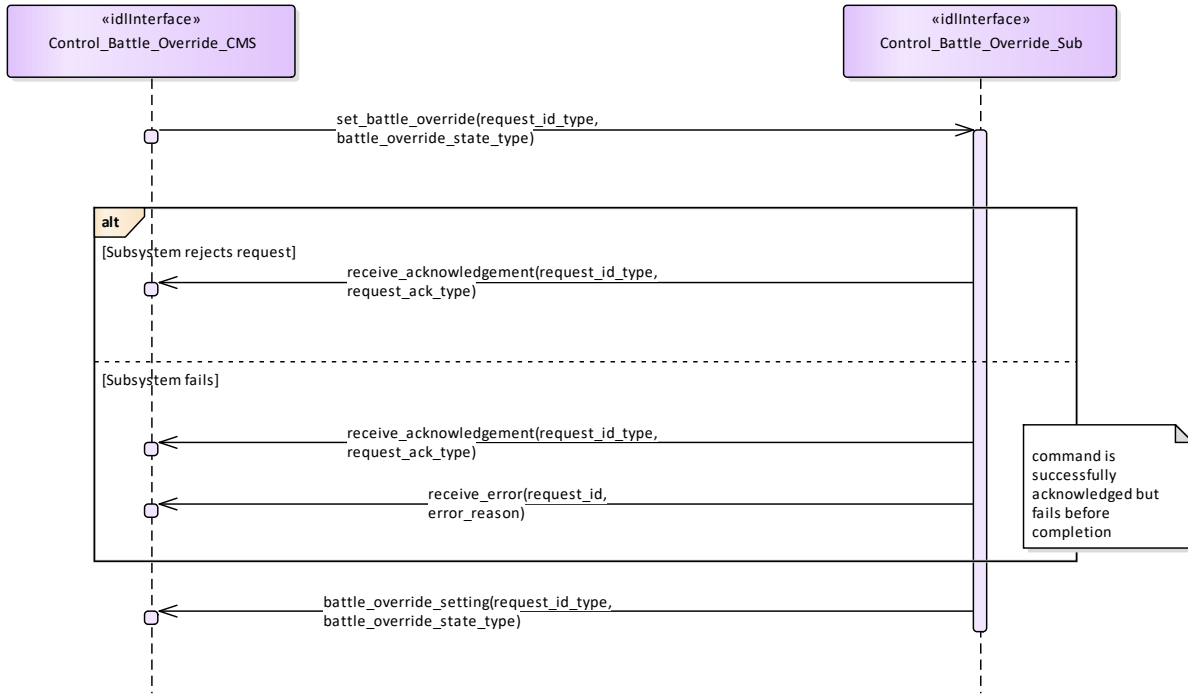 «idlInterface»
Control_Battle_Override_CMS
«idlInterface»
Control_Battle_Override_Sub
set_battle_override(request_id_type,
battle_override_state_type)
alt
[Subsystem rejects request]
receive_acknowledgement(request_id_type,
request_ack_type)
[Subsystem fails]
receive_acknowledgement(request_id_type,
request_ack_type)
command is
successfully
acknowledged but
fails before
completion
receive_error(request_id,
error_reason)
battle_override_setting(request_id_type,
battle_override_state_type)